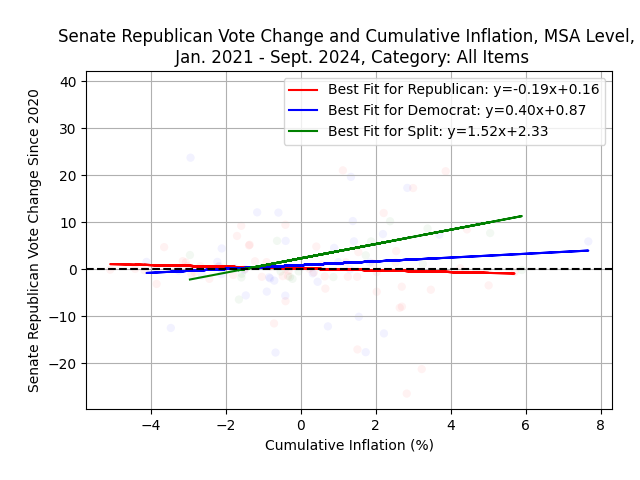 Senate Republican Vote Change and Cumulative Inflation, MSA Level,
Jan. 2021 - Sept. 2024, Category: All Items
Best Fit for Republican: y=-0.19x+0.16
Best Fit for Democrat: y=0.40x+0.87
Best Fit for Split: y=1.52x+2.33
Senate Republican Vote Change Since 2020
40
30
20
10
0
−10
−20
−4
−2
0
2
4
6
8
Cumulative Inflation (%)